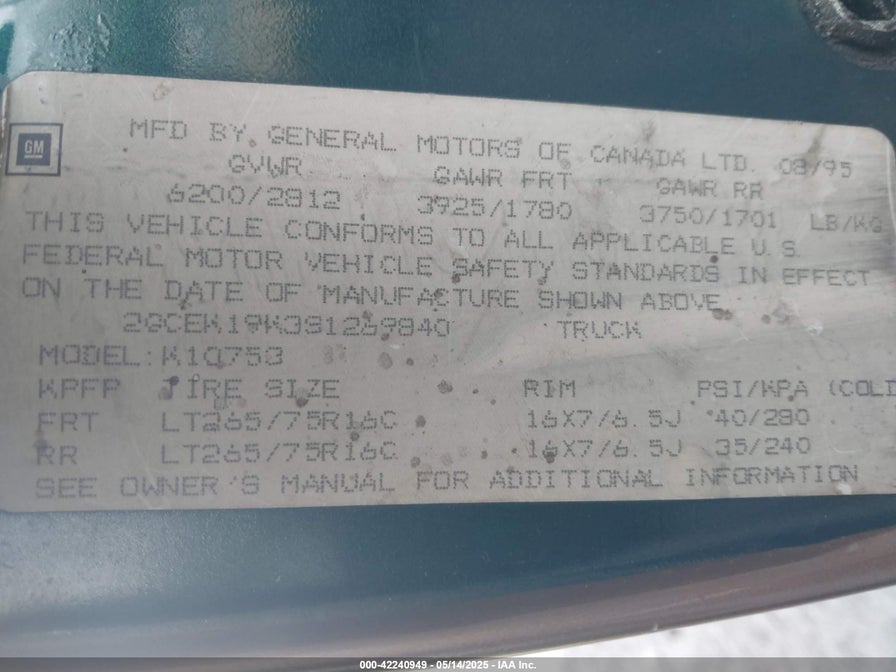 GM
MFD BY GENERAL MOTORS OF CANADA LTD. 08/95
GVWR GAWR FRT GAWR RR
6200/2812 3925/1780 3750/1701 LB/KG
THIS VEHICLE CONFORMS TO ALL APPLICABLE U.S.
FEDERAL MOTOR VEHICLE SAFETY STANDARDS IN EFFECT
ON THE DATE OF MANUFACTURE SHOWN ABOVE
2GCEK19K3S1269840 TRUCK
MODEL:K10753
KPFP TIRE SIZE RIM PSI/KPA (COLD
FRT LT265/75R16C 16X7/6.5J 40/280
RR LT265/75R16C 16X7/6.5J 35/240
SEE OWNER'S MANUAL FOR ADDITIONAL INFORMATION
000-42240949 - 05/14/2025 - IAA Inc.